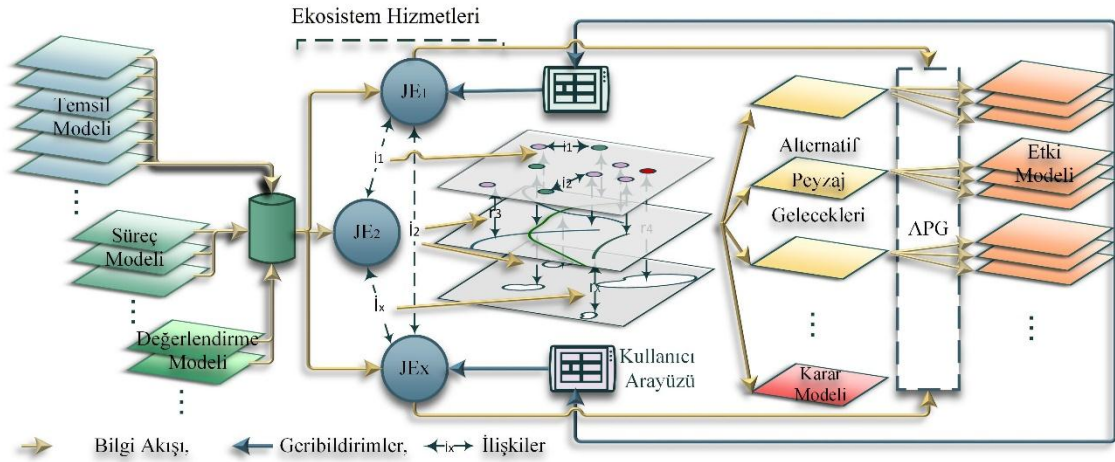 Ekosistem Hizmetleri
Temsil
Modeli
Süreç
Modeli
Değerlendirme
Modeli
JE1
JE2
JEx
i1
i2
ix
i1
i2
r3
r4
Alternatif
Peyzaj
Gelecekleri
Karar
Modeli
APG
Etki
Modeli
Kullanıcı
Arayüzü
Bilgi Akışı,
Geribildirimler,
ix
İlişkiler